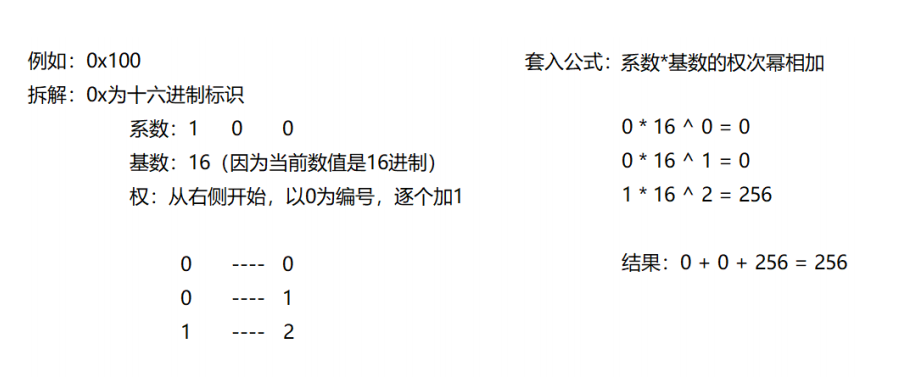 例如：0x100
拆解：0x为十六进制标识
系数：1 0 0
基数：16（因为当前数值是16进制）
权：从右侧开始，以0为编号，逐个加1
0 ---- 0
0 ---- 1
1 ---- 2
套入公式：系数*基数的权次幂相加
0 * 16 ^ 0 = 0
0 * 16 ^ 1 = 0
1 * 16 ^ 2 = 256
结果：0 + 0 + 256 = 256